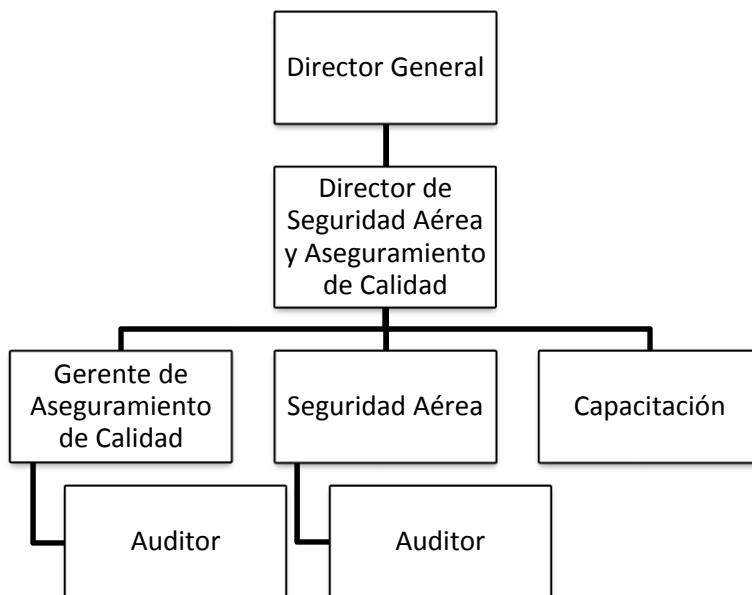 Director General
Director de
Seguridad Aérea
y Aseguramiento
de Calidad
Gerente de
Aseguramiento
de Calidad
Seguridad Aérea
Capacitación
Auditor
Auditor